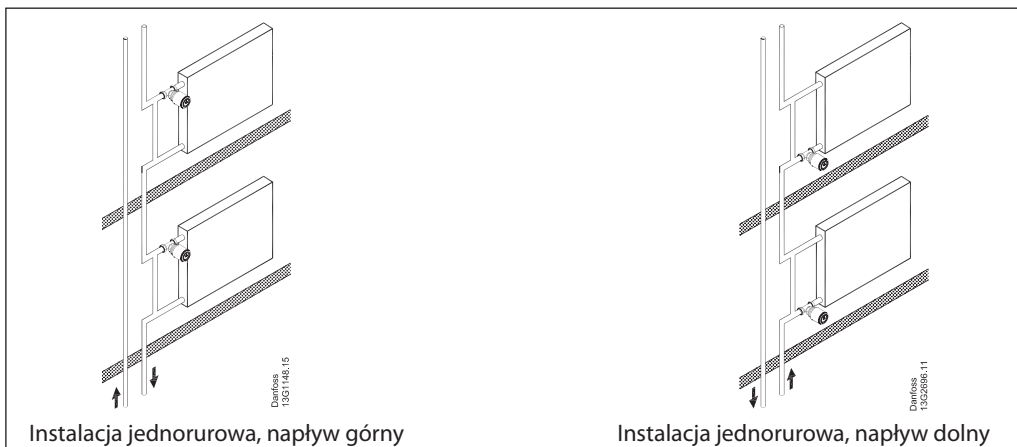 Danfoss
13G1148.15
Instalacja jednorurowa, napływ górny
Danfoss
13G2696.11
Instalacja jednorurowa, napływ dolny